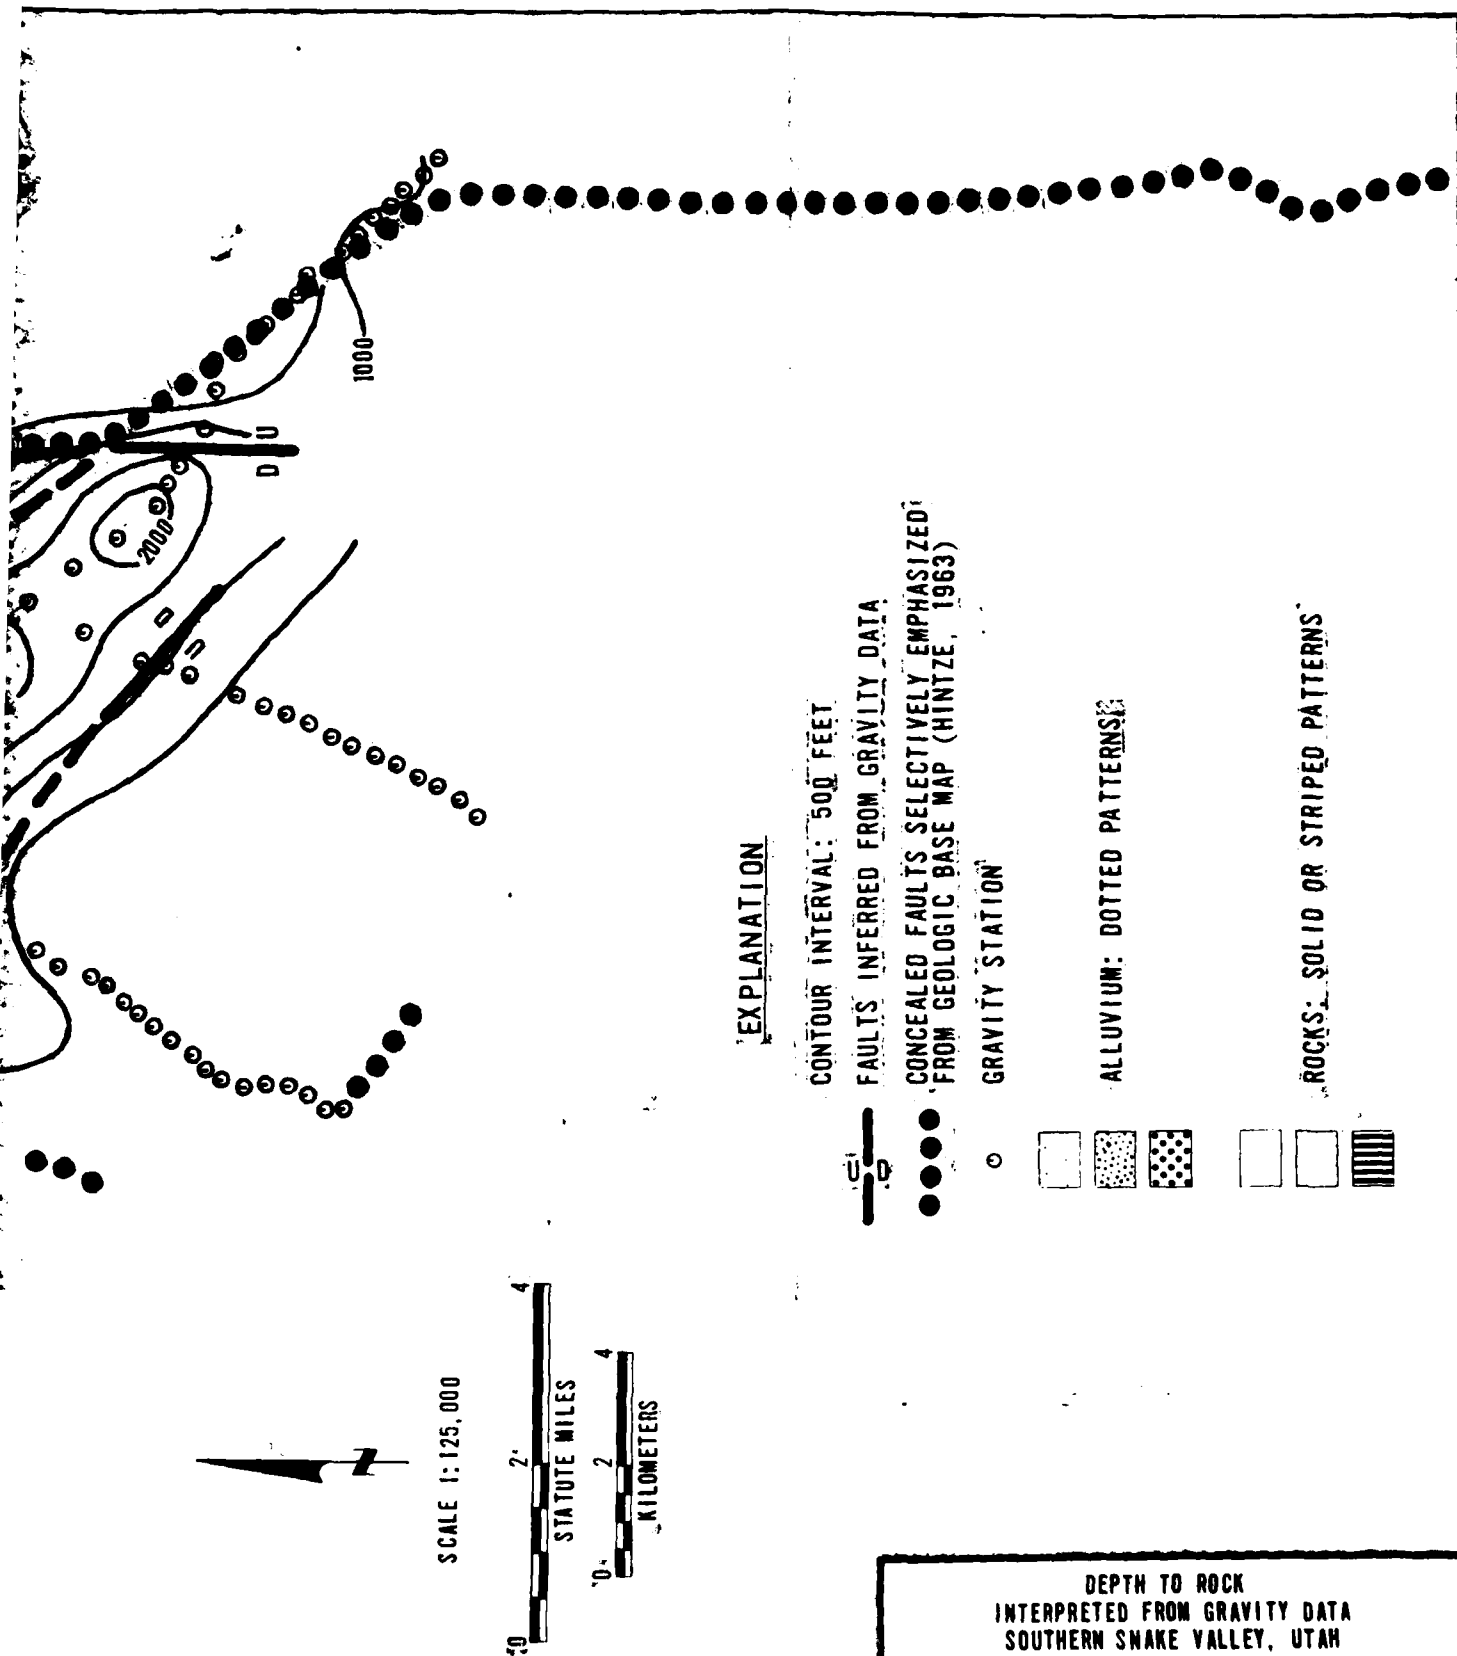 1000
U
D
2000
D
U
EXPLANATION
CONTOUR INTERVAL: 500 FEET
U
D
FAULTS INFERRED FROM GRAVITY DATA
CONCEALED FAULTS SELECTIVELY EMPHASIZED
FROM GEOLOGIC BASE MAP (HINTZE, 1963)
GRAVITY STATION
ALLUVIUM: DOTTED PATTERNS
ROCKS: SOLID OR STRIPED PATTERNS
N
SCALE 1:125,000
0 2 4
STATUTE MILES
0 2 4
KILOMETERS
DEPTH TO ROCK
INTERPRETED FROM GRAVITY DATA
SOUTHERN SNAKE VALLEY, UTAH